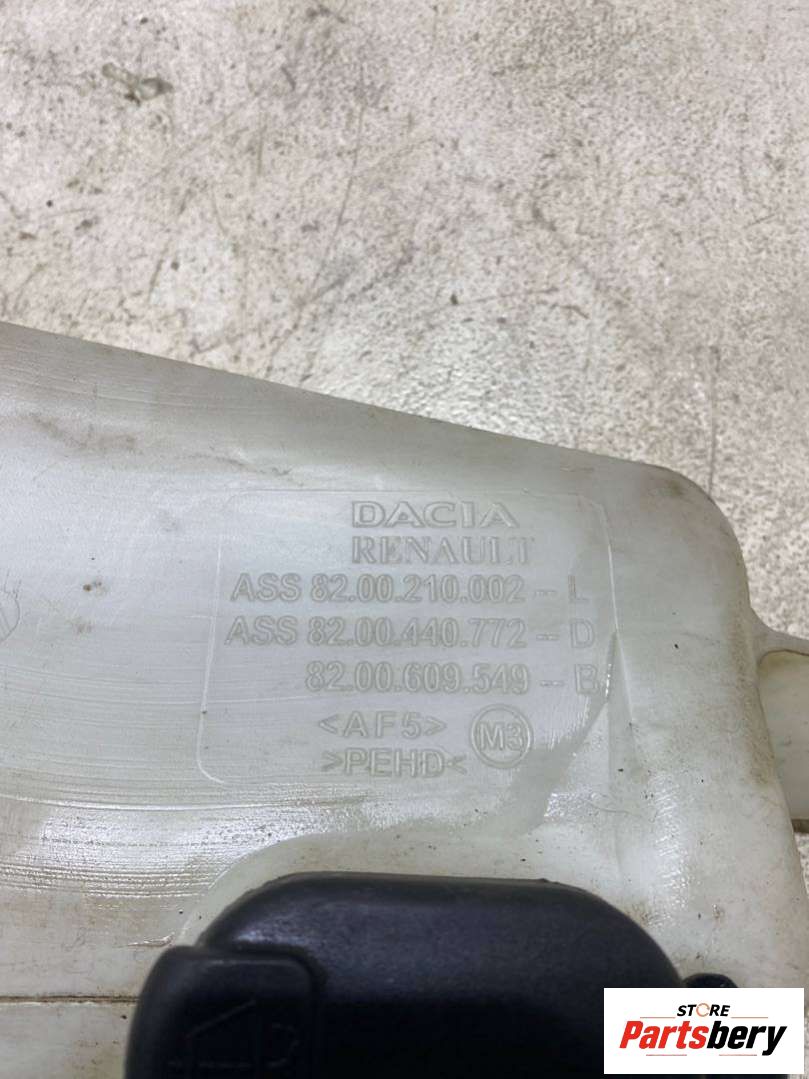 DACIA
RENAULT
ASS 82.00.210.002 -- L
ASS 82.00.440.772 -- D
82.00.609.549 -- B
<AF5> M3
>PEHD<
STORE
Partsbery